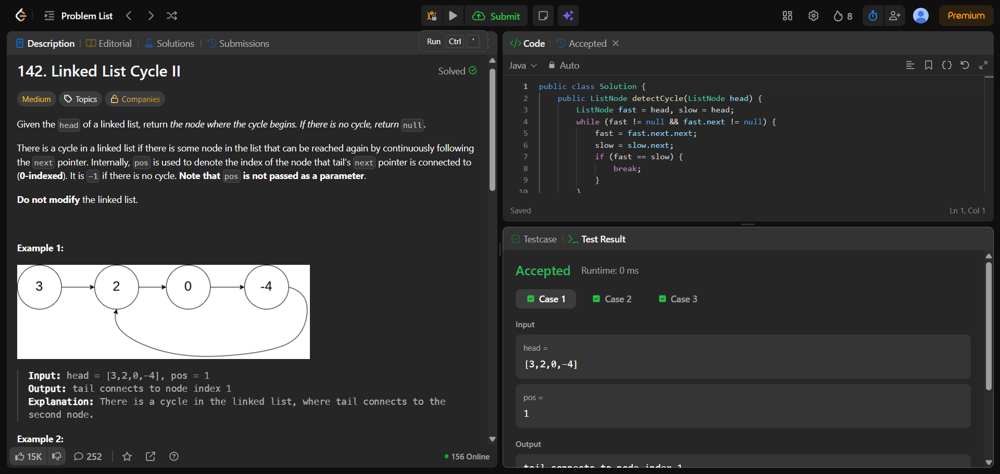 Problem List
Submit
8
Premium
Description
Editorial
Solutions
Submissions
Run Ctrl '
142. Linked List Cycle II
Solved
Medium
Topics
Companies
Given the head of a linked list, return the node where the cycle begins. If there is no cycle, return null.
There is a cycle in a linked list if there is some node in the list that can be reached again by continuously following
the next pointer. Internally, pos is used to denote the index of the node that tail's next pointer is connected to
(0-indexed). It is -1 if there is no cycle. Note that pos is not passed as a parameter.
Do not modify the linked list.
Example 1:
3 2 0 -4
Input: head = [3,2,0,-4], pos = 1
Output: tail connects to node index 1
Explanation: There is a cycle in the linked list, where tail connects to the
second node.
Example 2:
15K
252
156 Online
</> Code
Accepted
Java
Auto
1 public class Solution {
2 public ListNode detectCycle(ListNode head) {
3 ListNode fast = head, slow = head;
4 while (fast != null && fast.next != null) {
5 fast = fast.next.next;
6 slow = slow.next;
7 if (fast == slow) {
8 break;
9 }
10 }
Saved
Ln 1, Col 1
Testcase
Test Result
Accepted Runtime: 0 ms
Case 1
Case 2
Case 3
Input
head =
[3,2,0,-4]
pos =
1
Output
tail connects to node index 1